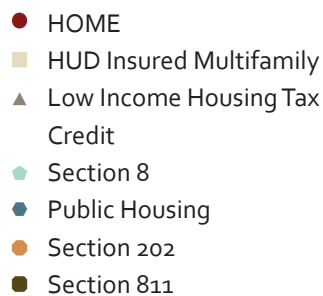 HOME
HUD Insured Multifamily
Low Income Housing Tax
Credit
Section 8
Public Housing
Section 202
Section 811